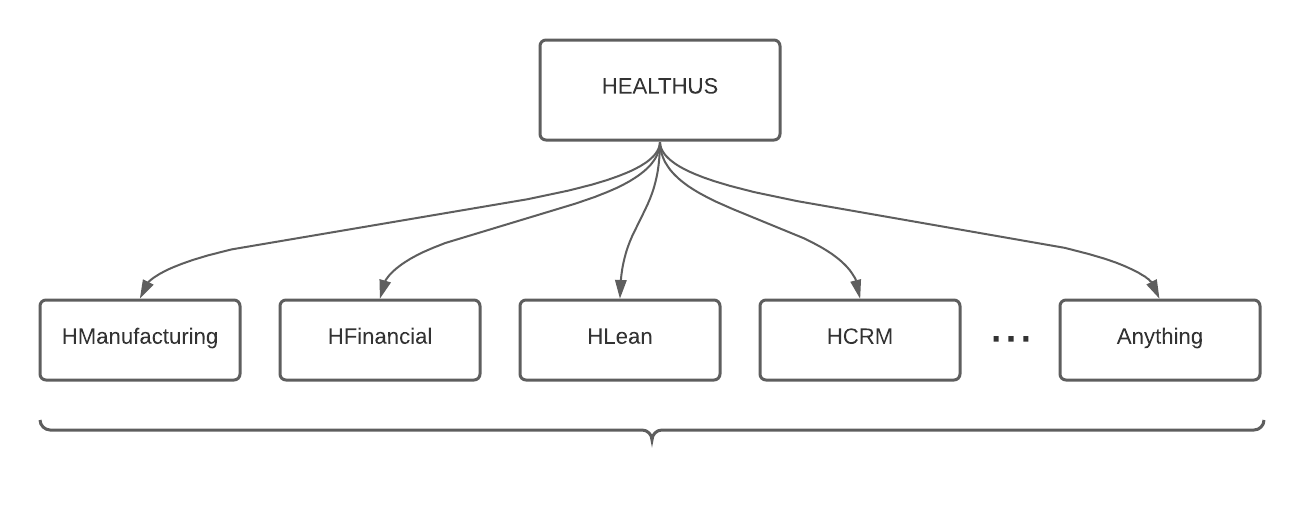 HEALTHUS
HManufacturing
HFinancial
HLean
HCRM
...
Anything